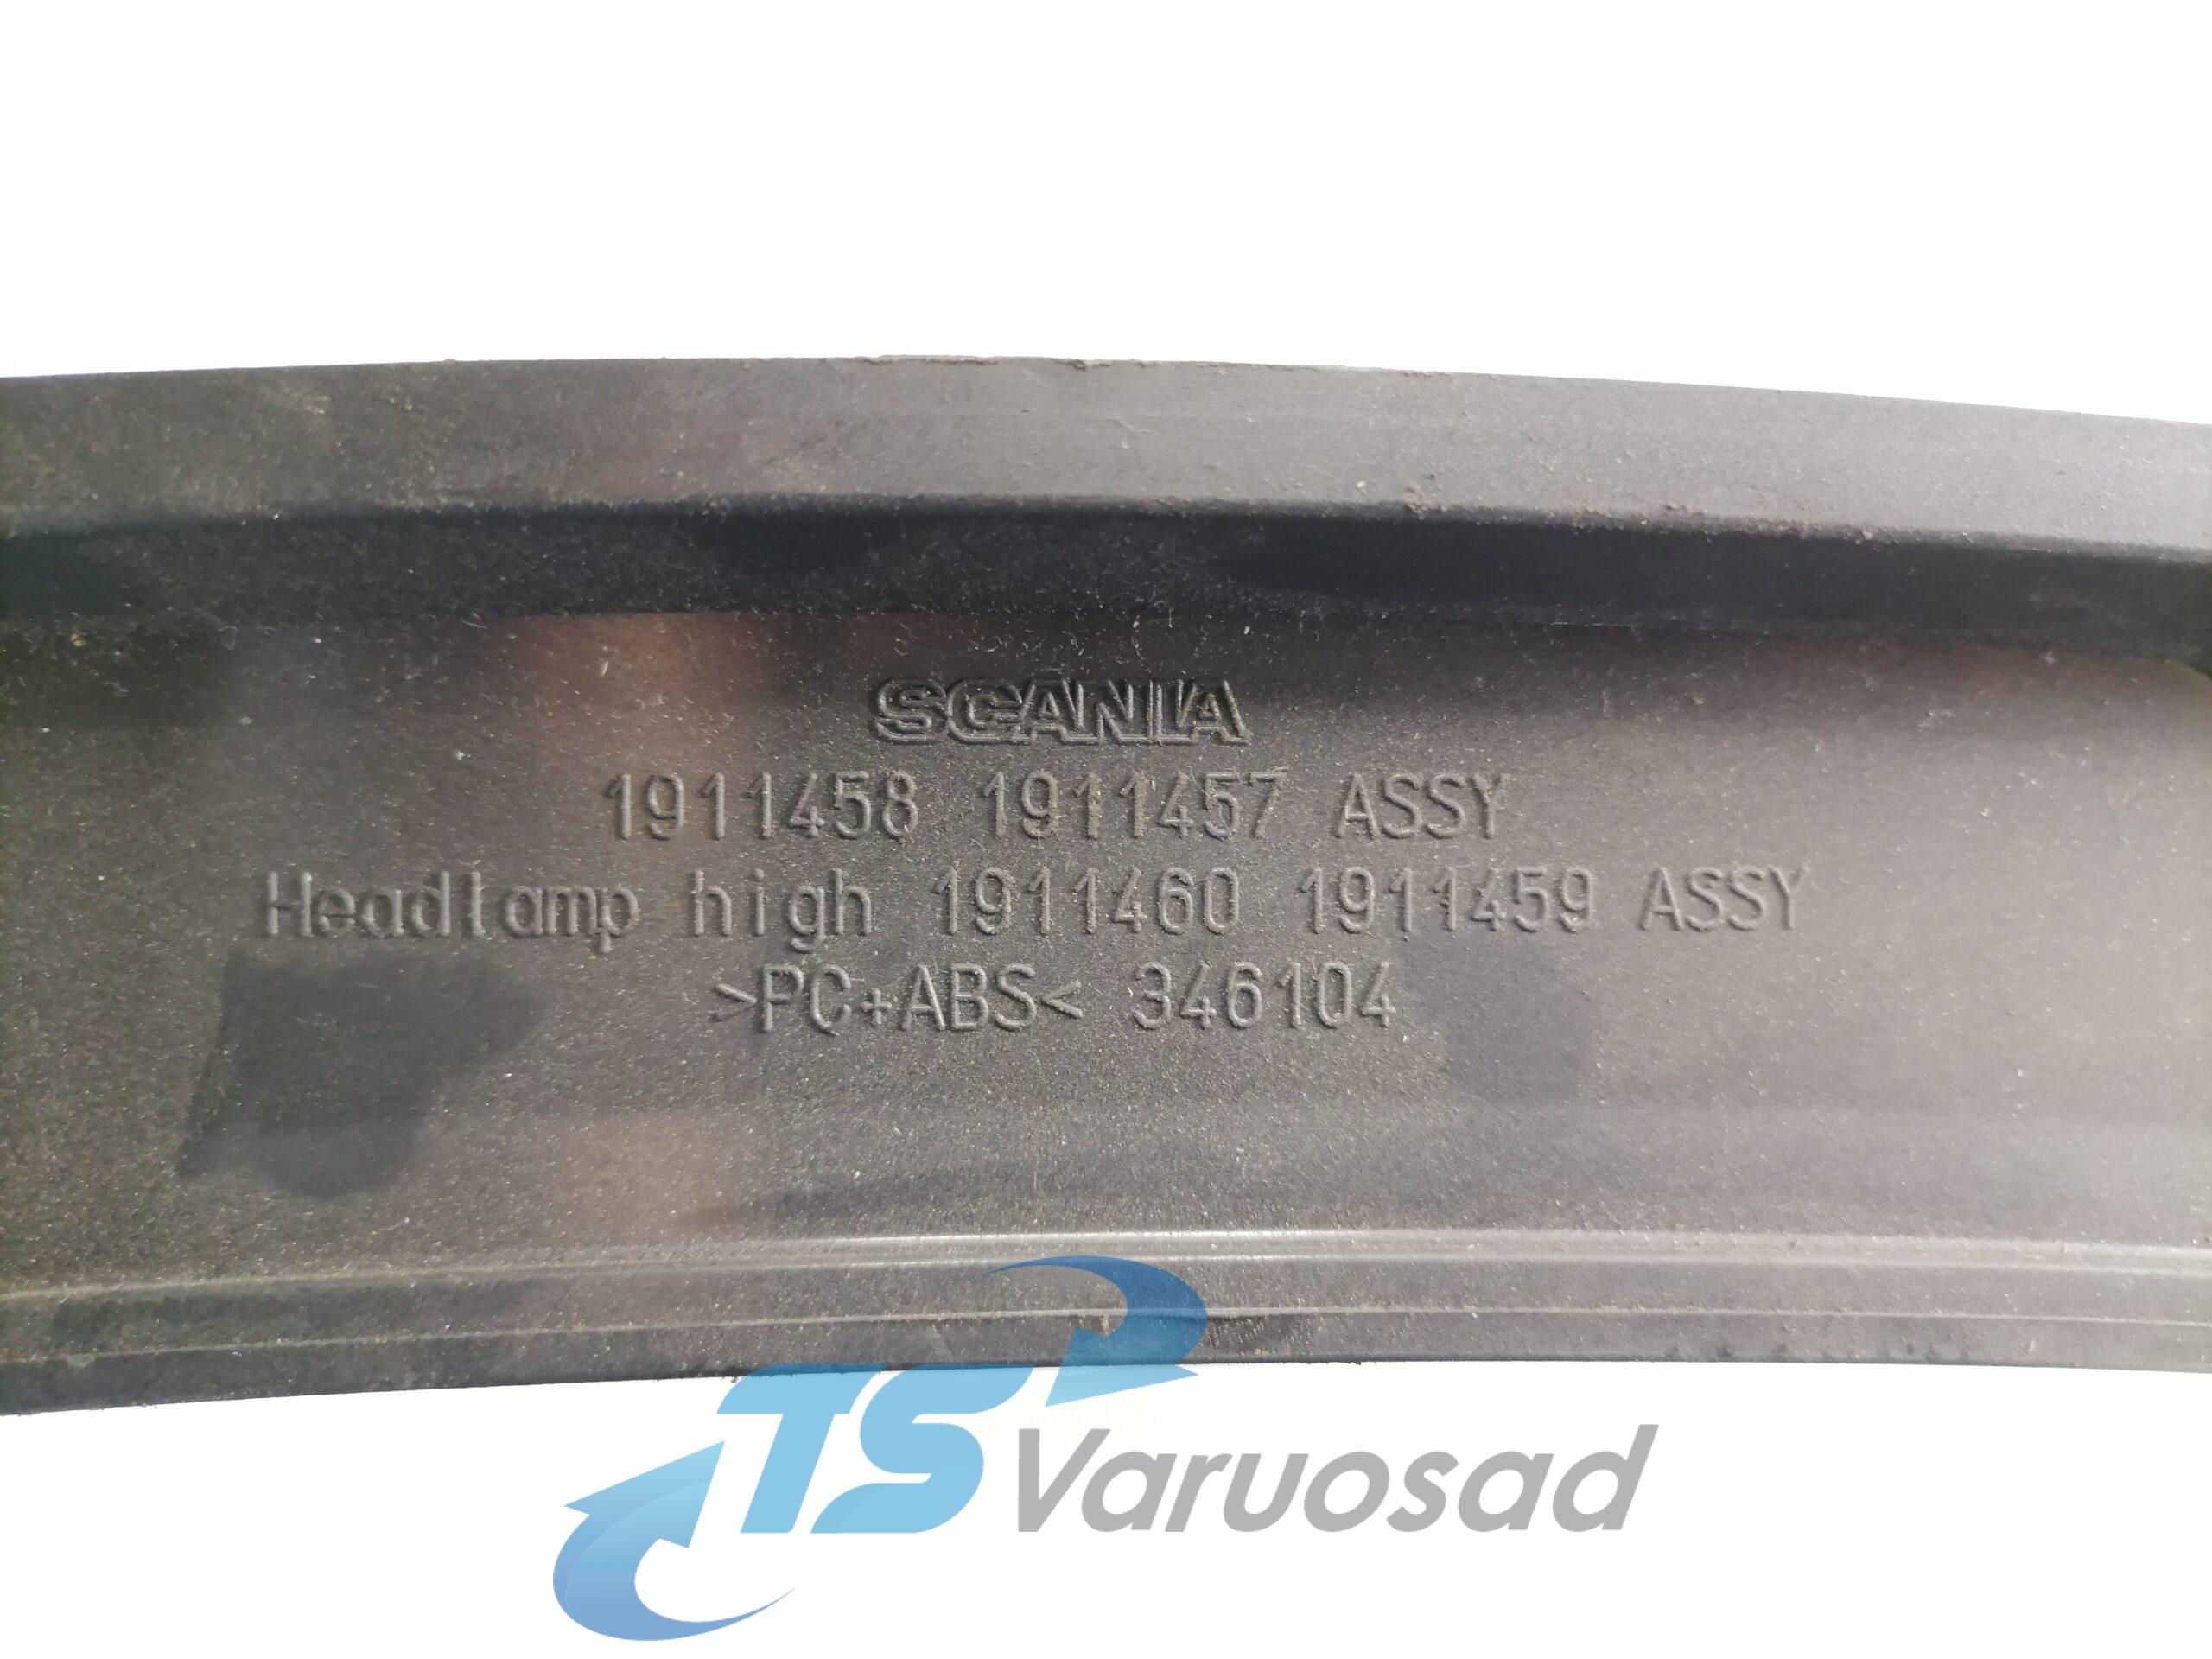 SCANIA
1911458 1911457 ASSY
Headlamp high 1911460 1911459 ASSY
>PC+ABS< 346104
TS Varuosad